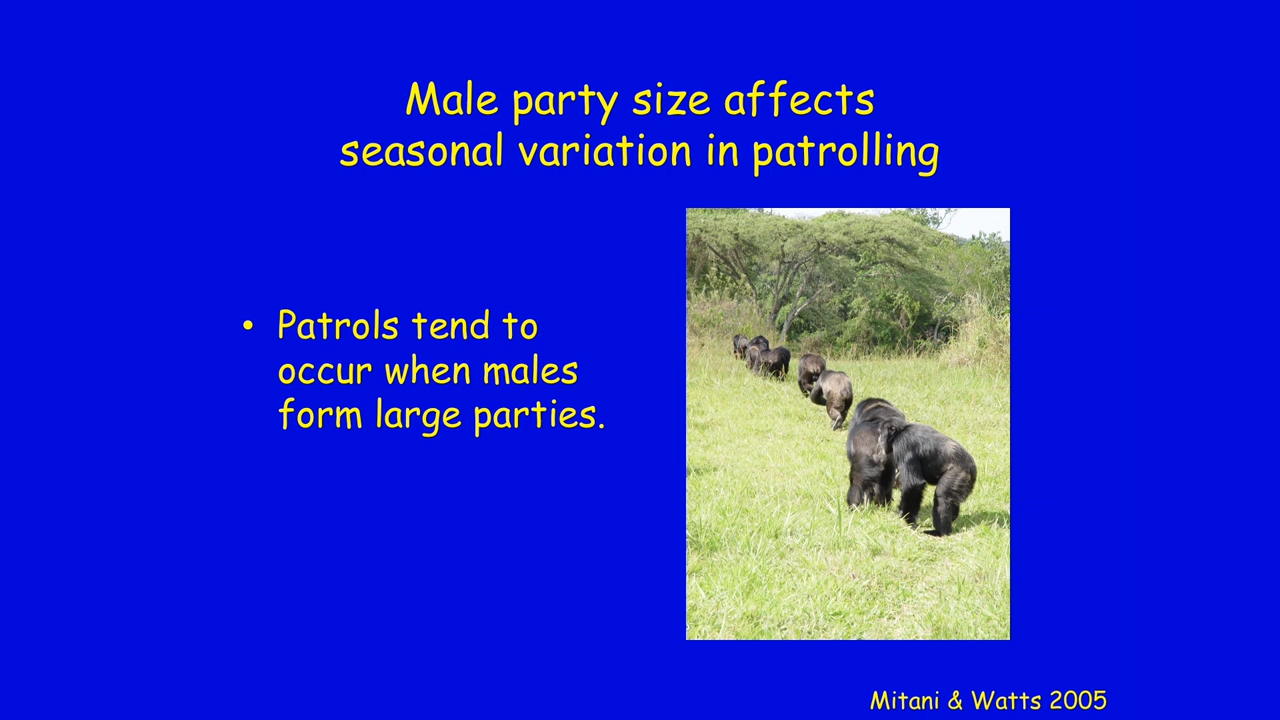 Male party size affects
seasonal variation in patrolling
• Patrols tend to
occur when males
form large parties.
Mitani & Watts 2005